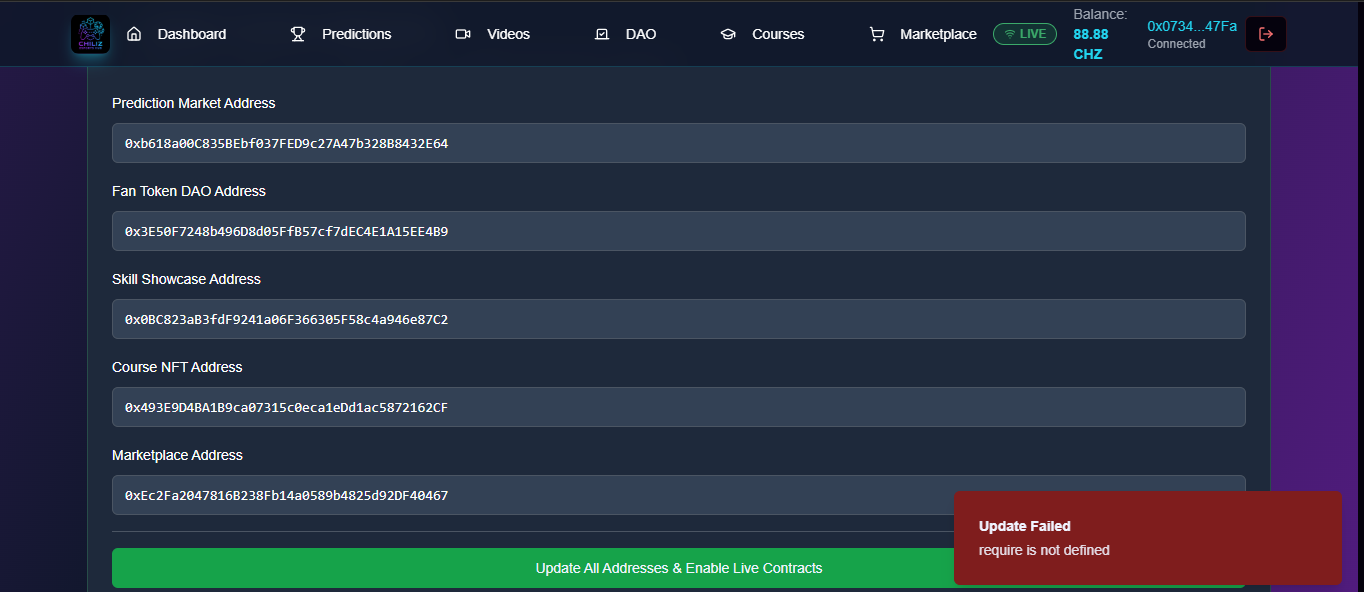 CHILIZ
Dashboard
Predictions
Videos
DAO
Courses
Marketplace
LIVE
Balance:
88.88
CHZ
0x0734...47Fa
Connected
Prediction Market Address
0xb618a00C835BEbf037FED9c27A47b328B8432E64
Fan Token DAO Address
0x3E50F7248b496D8d05FfB57cf7dEC4E1A15EE4B9
Skill Showcase Address
0x0BC823aB3fdF9241a06F366305F58c4a946e87C2
Course NFT Address
0x493E9D4BA1B9ca07315c0eca1eDd1ac5872162CF
Marketplace Address
0xEc2Fa2047816B238Fb14a0589b4825d92DF40467
Update All Addresses & Enable Live Contracts
Update Failed
require is not defined